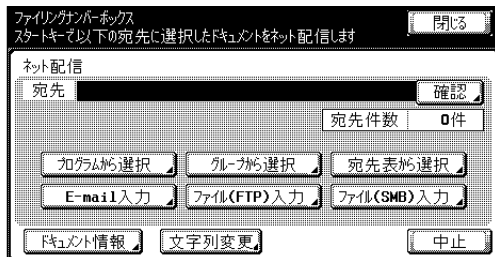 ファイリングナンバーボックス 閉じる
スタートキーで以下の宛先に選択したドキュメントをネット配信します
ネット配信
宛先 確認
宛先件数 0件
プログラムから選択 グループから選択 宛先表から選択
E-mail入力 ファイル(FTP)入力 ファイル(SMB)入力
ドキュメント情報 文字列変更 中止